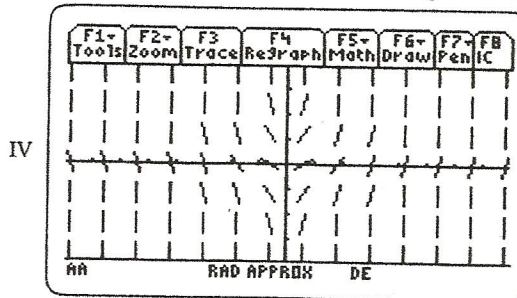 F1 F2 F3 F4 F5 F6 F7 F8
Tools Zoom Trace ReGraph Math Draw Pen IC
IV
AA RAD APPROX DE